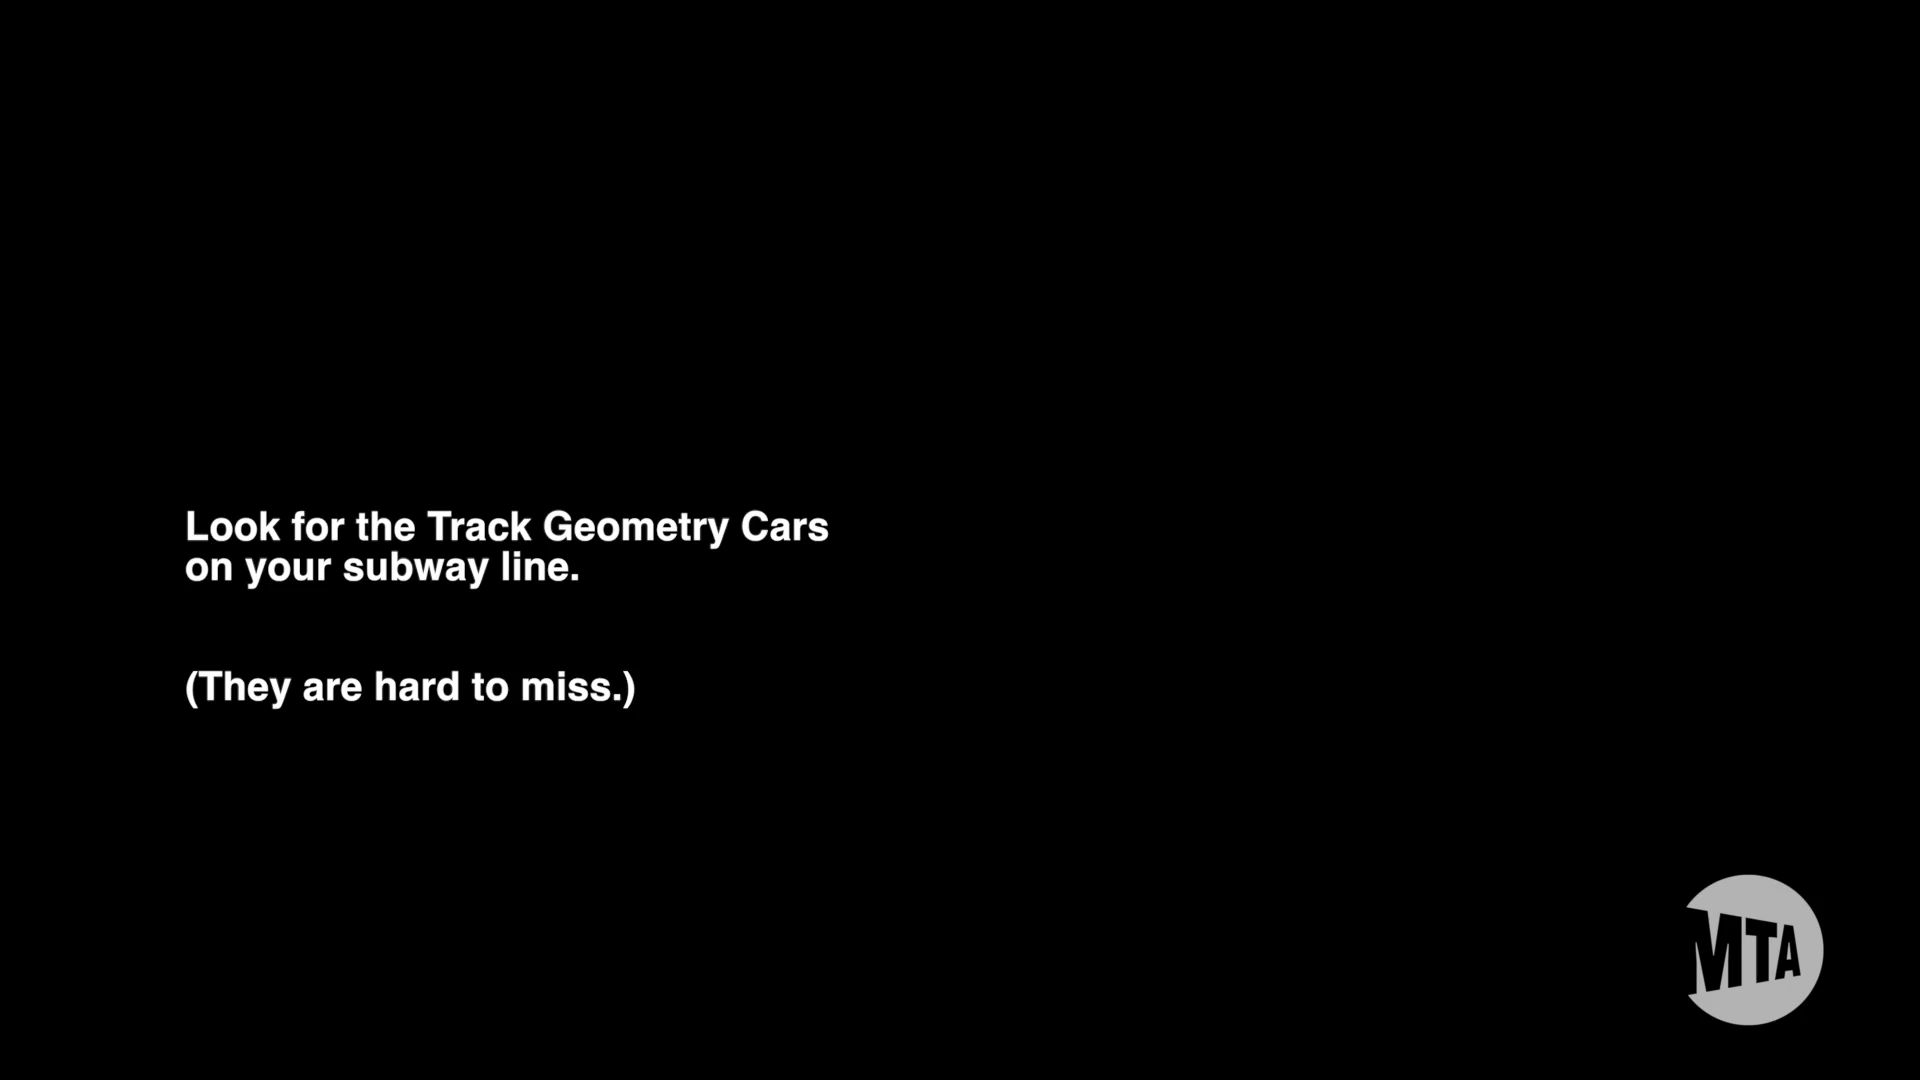 Look for the Track Geometry Cars
on your subway line.
(They are hard to miss.)
MTA